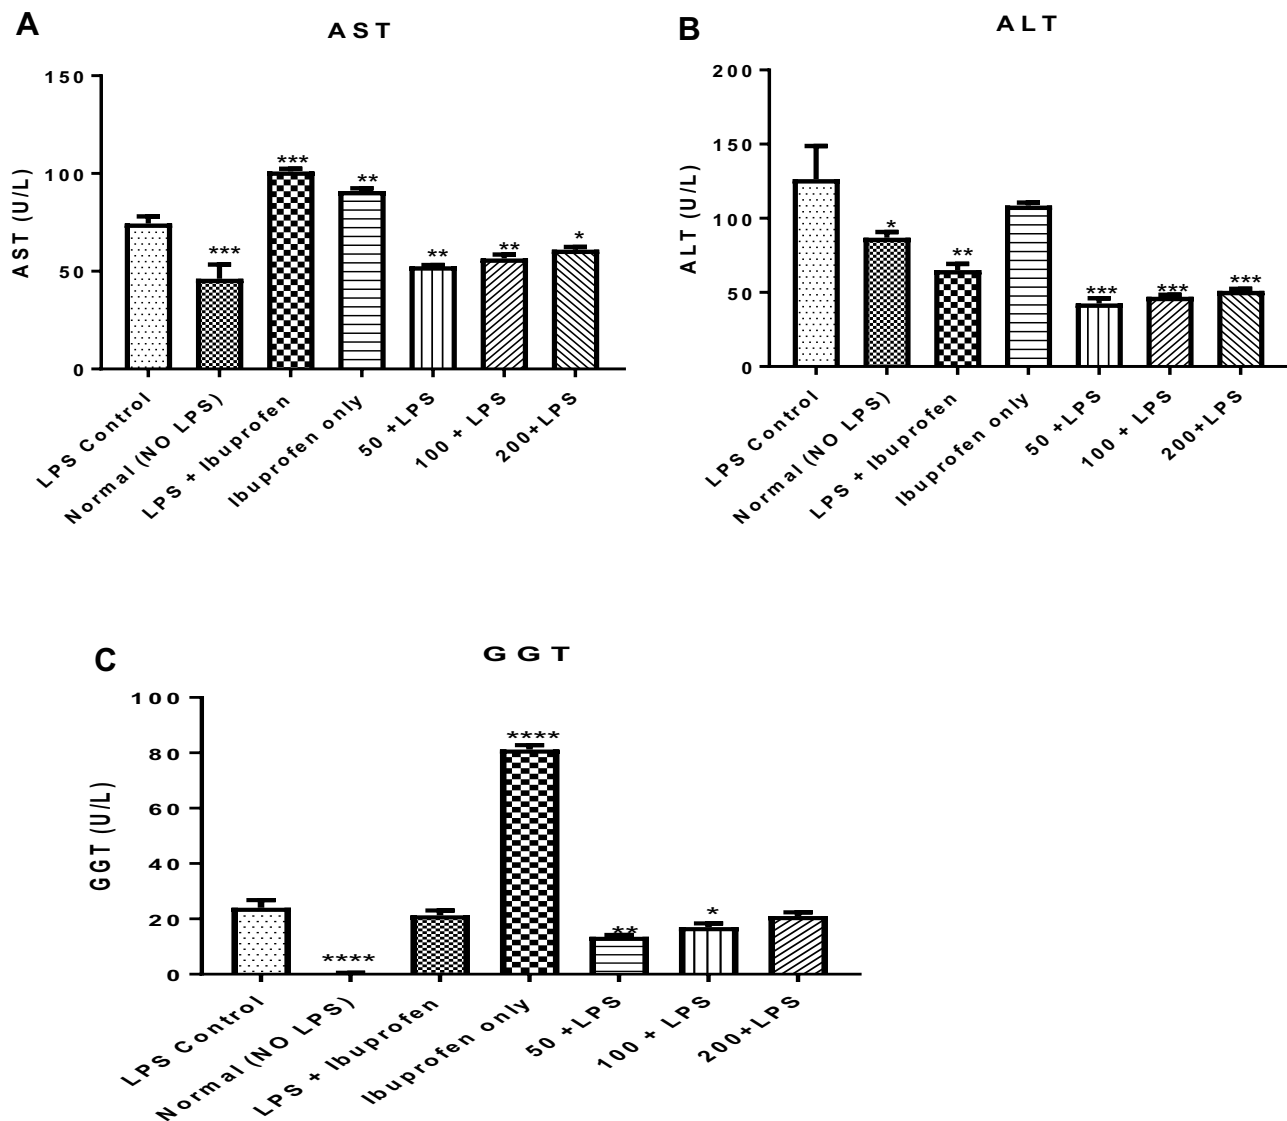 A
AST
AST (U/L)
150
100
50
0
***
***
**
**
**
*
LPS Control
Normal (NO LPS)
LPS + Ibuprofen
Ibuprofen only
50 +LPS
100 + LPS
200+LPS
B
ALT
ALT (U/L)
200
150
100
50
0
*
**
***
***
***
LPS Control
Normal (NO LPS)
LPS + Ibuprofen
Ibuprofen only
50 +LPS
100 + LPS
200+LPS
C
GGT
GGT (U/L)
100
80
60
40
20
0
****
****
**
*
LPS Control
Normal (NO LPS)
LPS + Ibuprofen
Ibuprofen only
50 +LPS
100 + LPS
200+LPS